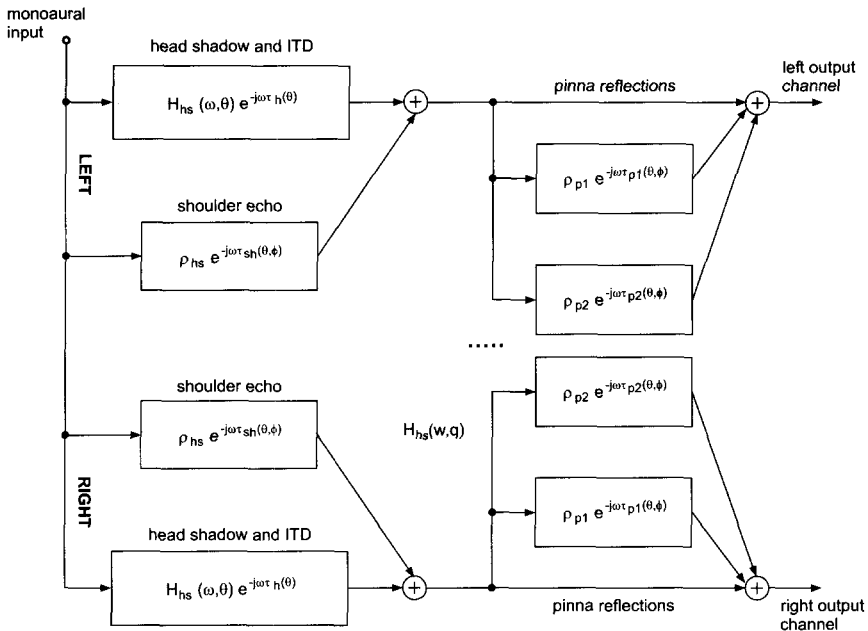 monoaural
input
head shadow and ITD
H_hs (ω,θ) e^-jωτ h(θ)
LEFT
shoulder echo
ρ_hs e^-jωτ sh(θ,ϕ)
pinna reflections
left output
channel
ρ_p1 e^-jωτ p1(θ,ϕ)
ρ_p2 e^-jωτ p2(θ,ϕ)
.....
shoulder echo
ρ_hs e^-jωτ sh(θ,ϕ)
H_hs(w,q)
ρ_p2 e^-jωτ p2(θ,ϕ)
ρ_p1 e^-jωτ p1(θ,ϕ)
RIGHT
head shadow and ITD
H_hs (ω,θ) e^-jωτ h(θ)
pinna reflections
right output
channel